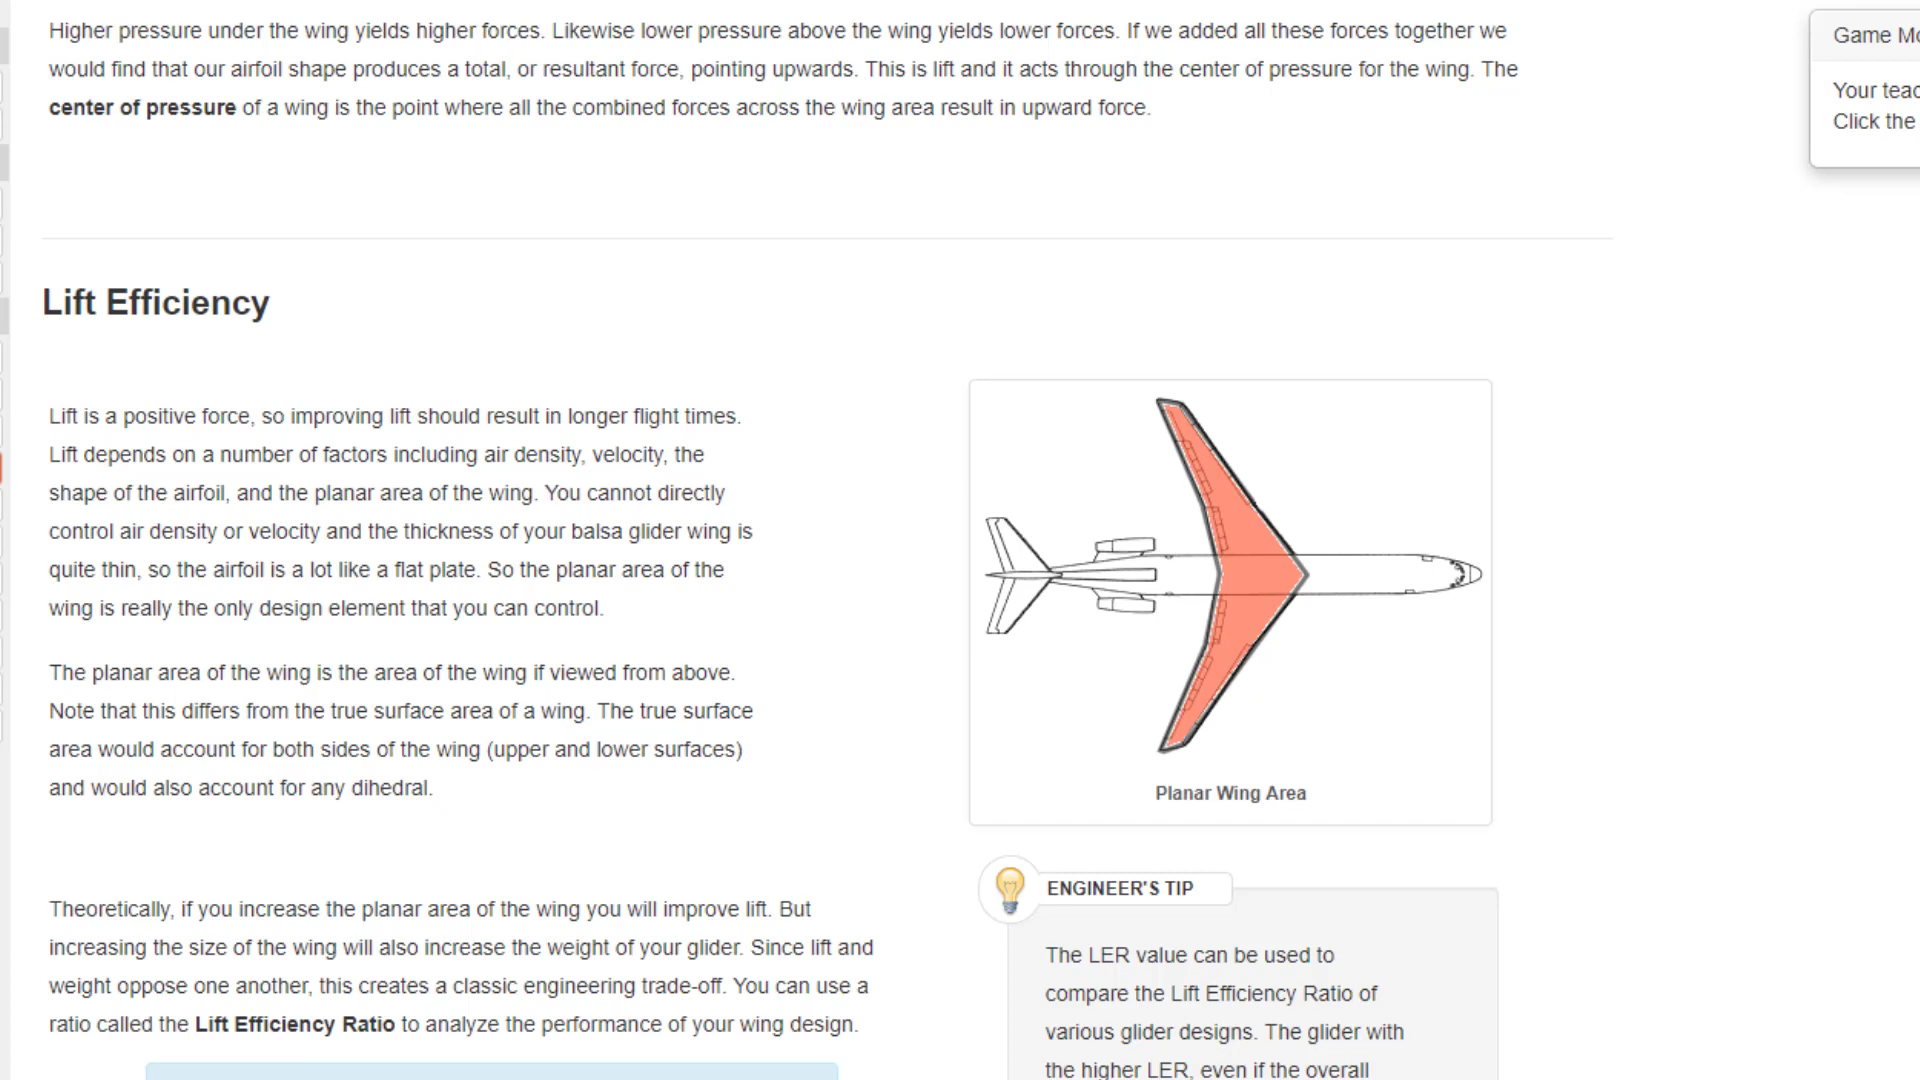 Higher pressure under the wing yields higher forces. Likewise lower pressure above the wing yields lower forces. If we added all these forces together we
would find that our airfoil shape produces a total, or resultant force, pointing upwards. This is lift and it acts through the center of pressure for the wing. The
center of pressure of a wing is the point where all the combined forces across the wing area result in upward force.
Game Mo
Your teac
Click the
Lift Efficiency
Lift is a positive force, so improving lift should result in longer flight times.
Lift depends on a number of factors including air density, velocity, the
shape of the airfoil, and the planar area of the wing. You cannot directly
control air density or velocity and the thickness of your balsa glider wing is
quite thin, so the airfoil is a lot like a flat plate. So the planar area of the
wing is really the only design element that you can control.
The planar area of the wing is the area of the wing if viewed from above.
Note that this differs from the true surface area of a wing. The true surface
area would account for both sides of the wing (upper and lower surfaces)
and would also account for any dihedral.
Planar Wing Area
Theoretically, if you increase the planar area of the wing you will improve lift. But
increasing the size of the wing will also increase the weight of your glider. Since lift and
weight oppose one another, this creates a classic engineering trade-off. You can use a
ratio called the Lift Efficiency Ratio to analyze the performance of your wing design.
ENGINEER'S TIP
The LER value can be used to
compare the Lift Efficiency Ratio of
various glider designs. The glider with
the higher LER, even if the overall